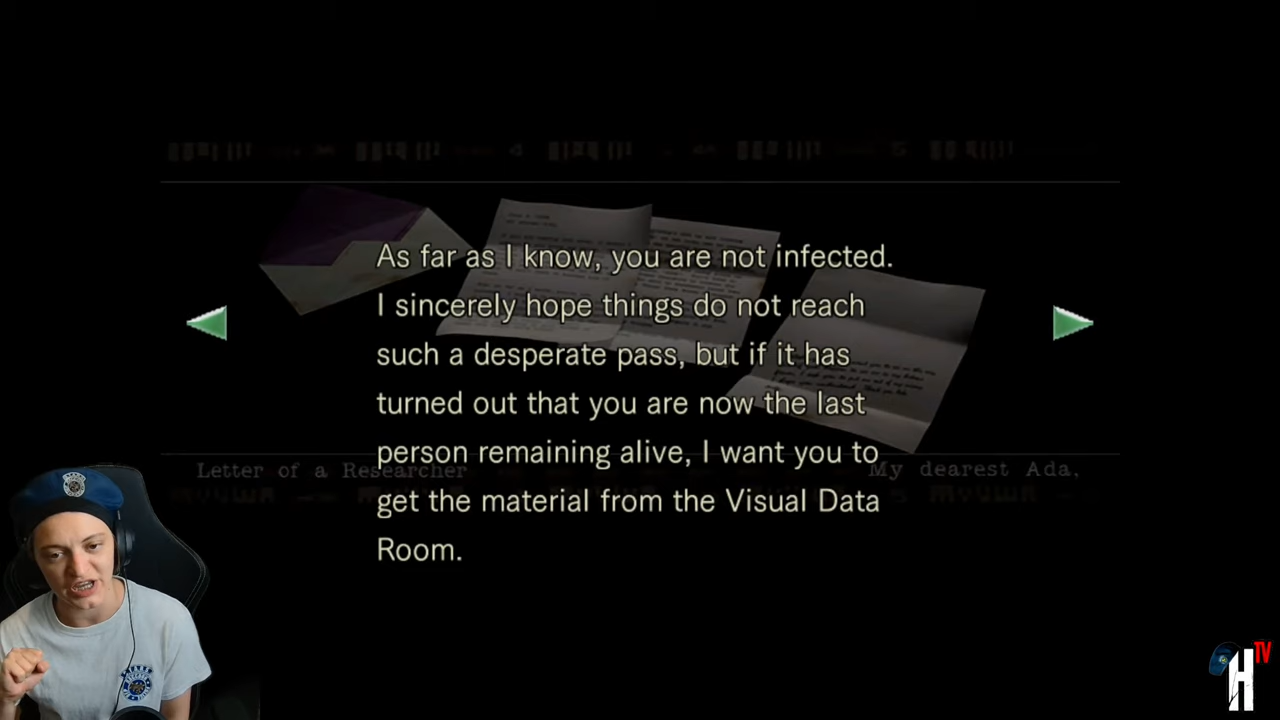 As far as I know, you are not infected.
I sincerely hope things do not reach
such a desperate pass, but if it has
turned out that you are now the last
person remaining alive, I want you to
get the material from the Visual Data
Room.
Letter of a Researcher
My dearest Ada,
H TV